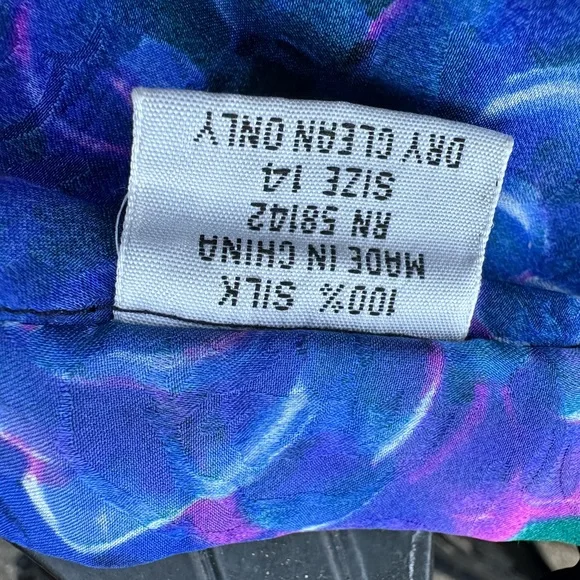 100% SILK
MADE IN CHINA
RN 58142
SIZE 14
DRY CLEAN ONLY